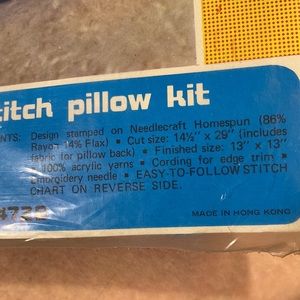 titch pillow kit
NTS: Design stamped on Needlecraft Homespun (86%
Rayon 14% Flax) ▪ Cut size: 14½" x 29" (includes
fabric for pillow back) ▪ Finished size: 13" x 13"
▪ 100% acrylic yarns ▪ Cording for edge trim ▪
Embroidery needle ▪ EASY-TO-FOLLOW STITCH
CHART ON REVERSE SIDE.
4732
MADE IN HONG KONG